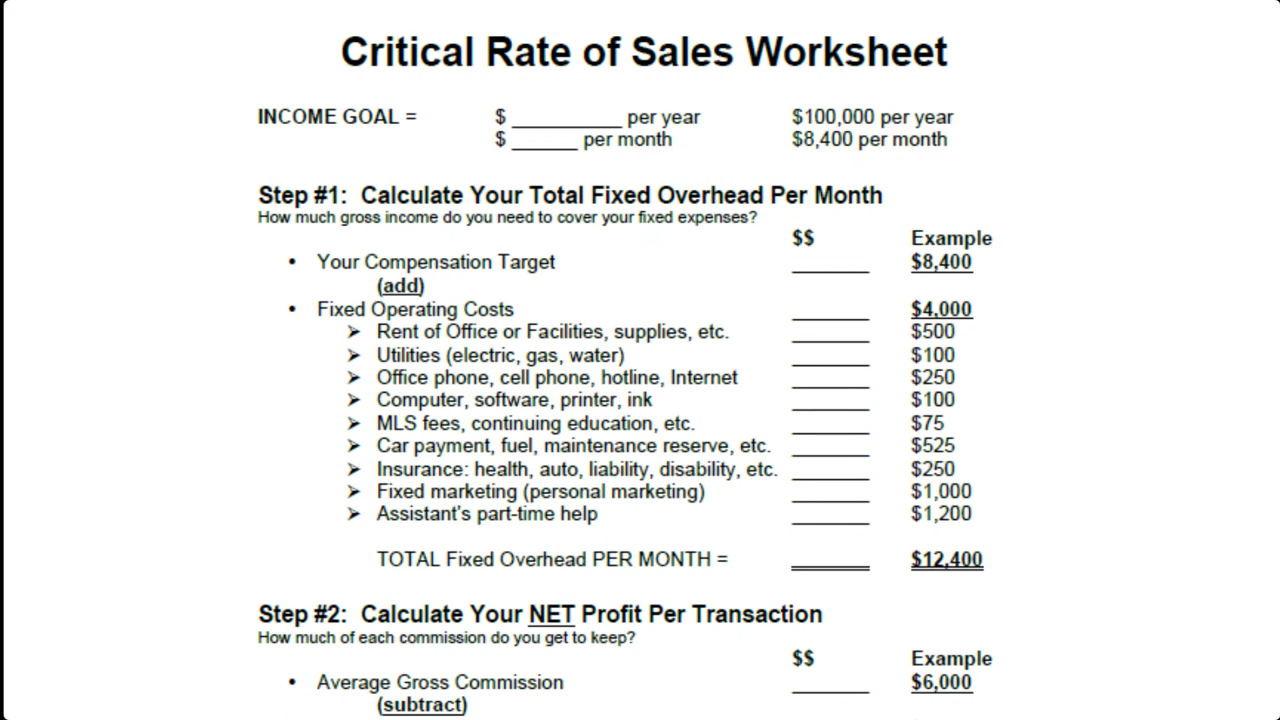 Critical Rate of Sales Worksheet
INCOME GOAL = $ __________ per year $100,000 per year
$ ______ per month $8,400 per month
Step #1: Calculate Your Total Fixed Overhead Per Month
How much gross income do you need to cover your fixed expenses?
$$ Example
• Your Compensation Target _______ $8,400
(add)
• Fixed Operating Costs _______ $4,000
➢ Rent of Office or Facilities, supplies, etc. _______ $500
➢ Utilities (electric, gas, water) _______ $100
➢ Office phone, cell phone, hotline, Internet _______ $250
➢ Computer, software, printer, ink _______ $100
➢ MLS fees, continuing education, etc. _______ $75
➢ Car payment, fuel, maintenance reserve, etc. _______ $525
➢ Insurance: health, auto, liability, disability, etc. _______ $250
➢ Fixed marketing (personal marketing) _______ $1,000
➢ Assistant's part-time help _______ $1,200
TOTAL Fixed Overhead PER MONTH = _______ $12,400
Step #2: Calculate Your NET Profit Per Transaction
How much of each commission do you get to keep?
$$ Example
• Average Gross Commission _______ $6,000
(subtract)